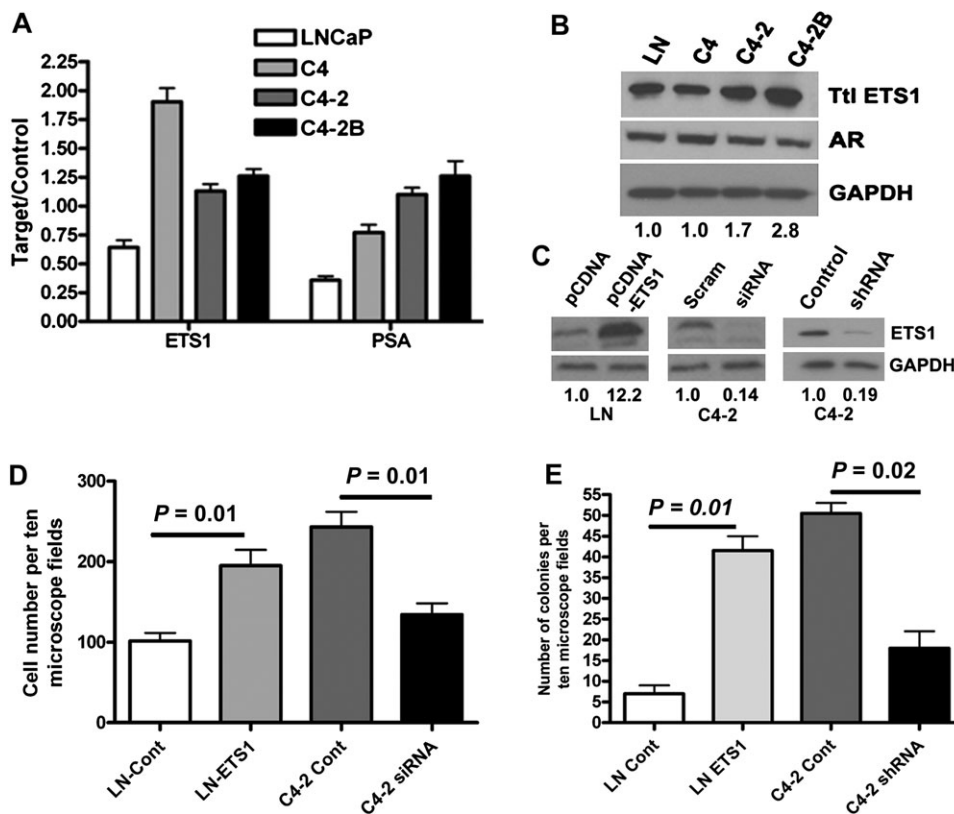 A
LNCaP
C4
C4-2
C4-2B
Target/Control
2.25
2.00
1.75
1.50
1.25
1.00
0.75
0.50
0.25
0.00
ETS1
PSA
B
LN
C4
C4-2
C4-2B
Ttl ETS1
AR
GAPDH
1.0
1.0
1.7
2.8
C
pCDNA
pCDNA
-ETS1
Scram
siRNA
Control
shRNA
ETS1
GAPDH
1.0
12.2
1.0
0.14
1.0
0.19
LN
C4-2
C4-2
D
Cell number per ten
microscope fields
300
200
100
0
P = 0.01
P = 0.01
LN-Cont
LN-ETS1
C4-2 Cont
C4-2 siRNA
E
Number of colonies per
ten microscope fields
55
50
45
40
35
30
25
20
15
10
5
0
P = 0.01
P = 0.02
LN Cont
LN ETS1
C4-2 Cont
C4-2 shRNA